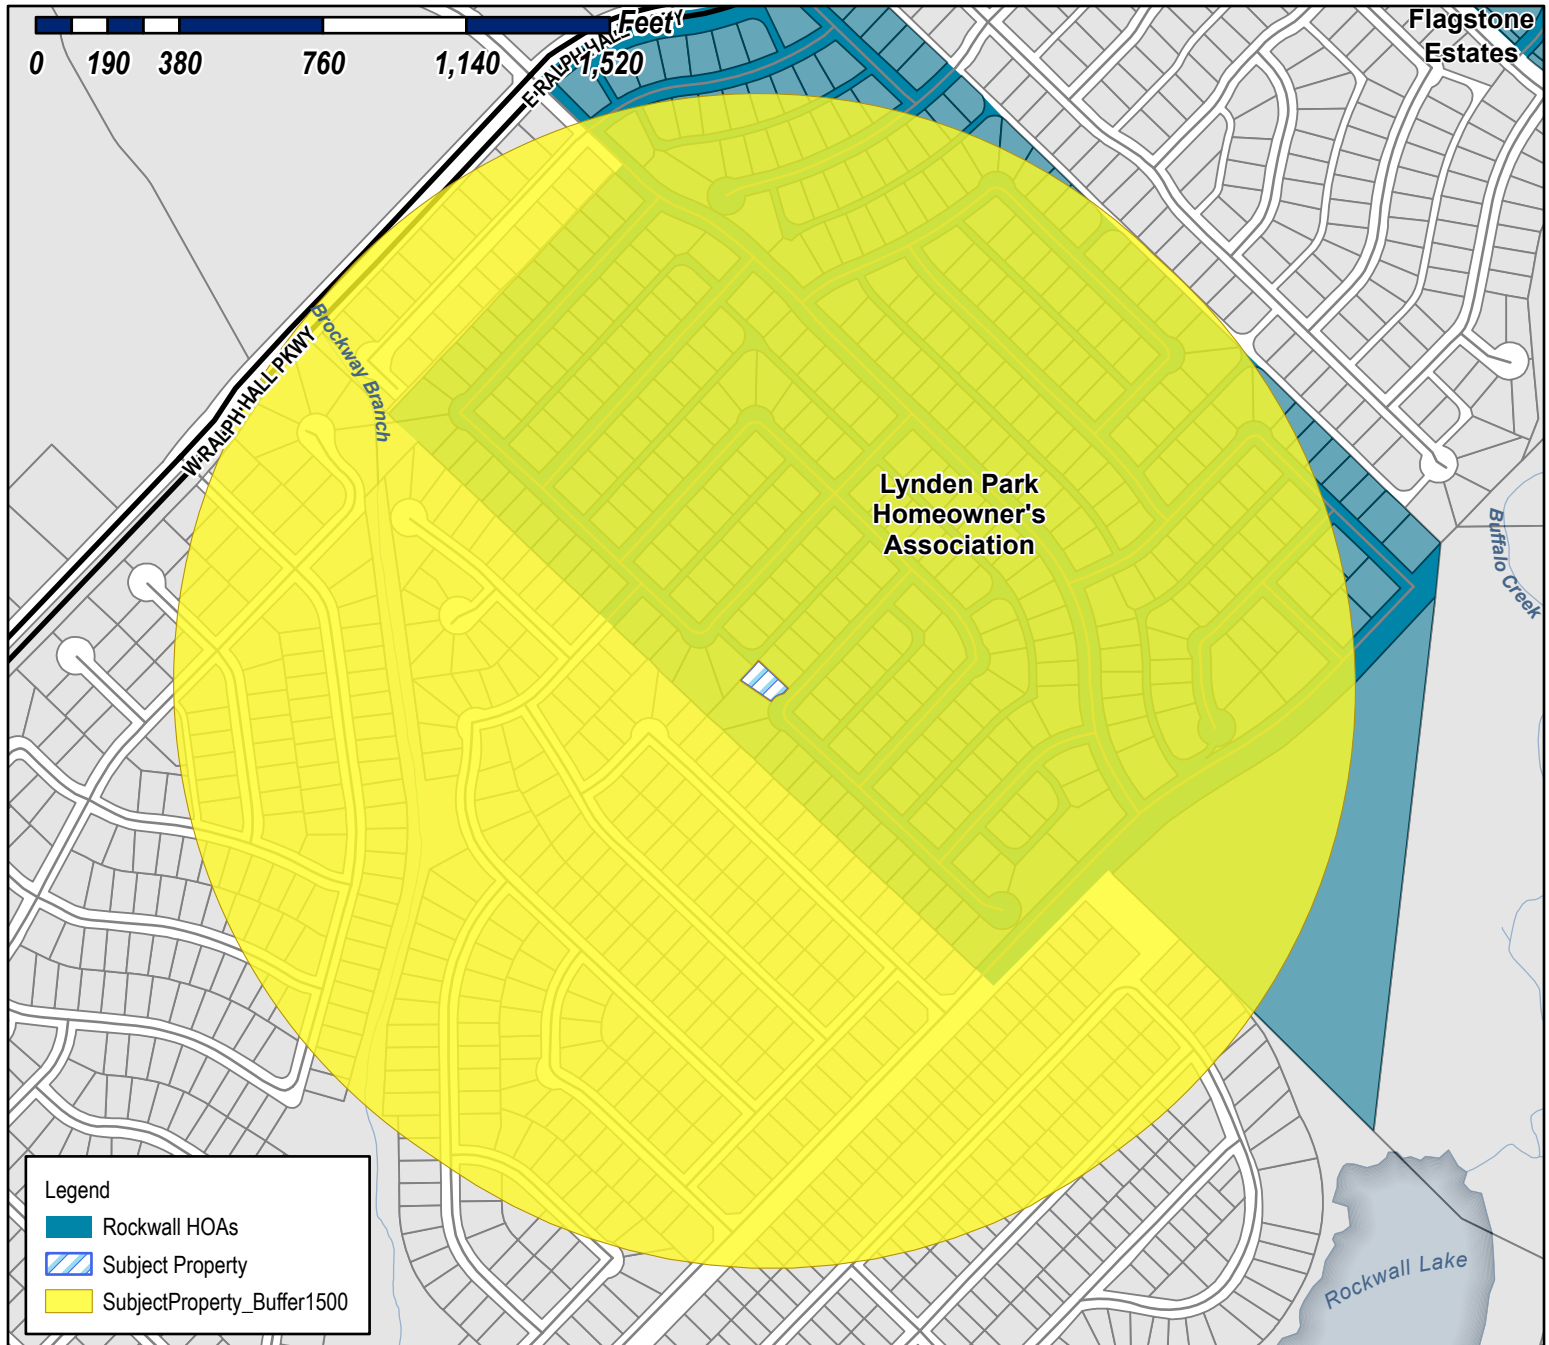 Feet
0 190 380 760 1,140 1,520
Flagstone
Estates
E RALPH HALL PKWY
W RALPH HALL PKWY
Brockway Branch
Lynden Park
Homeowner's
Association
Buffalo Creek
Rockwall Lake
Legend
Rockwall HOAs
Subject Property
SubjectProperty_Buffer1500